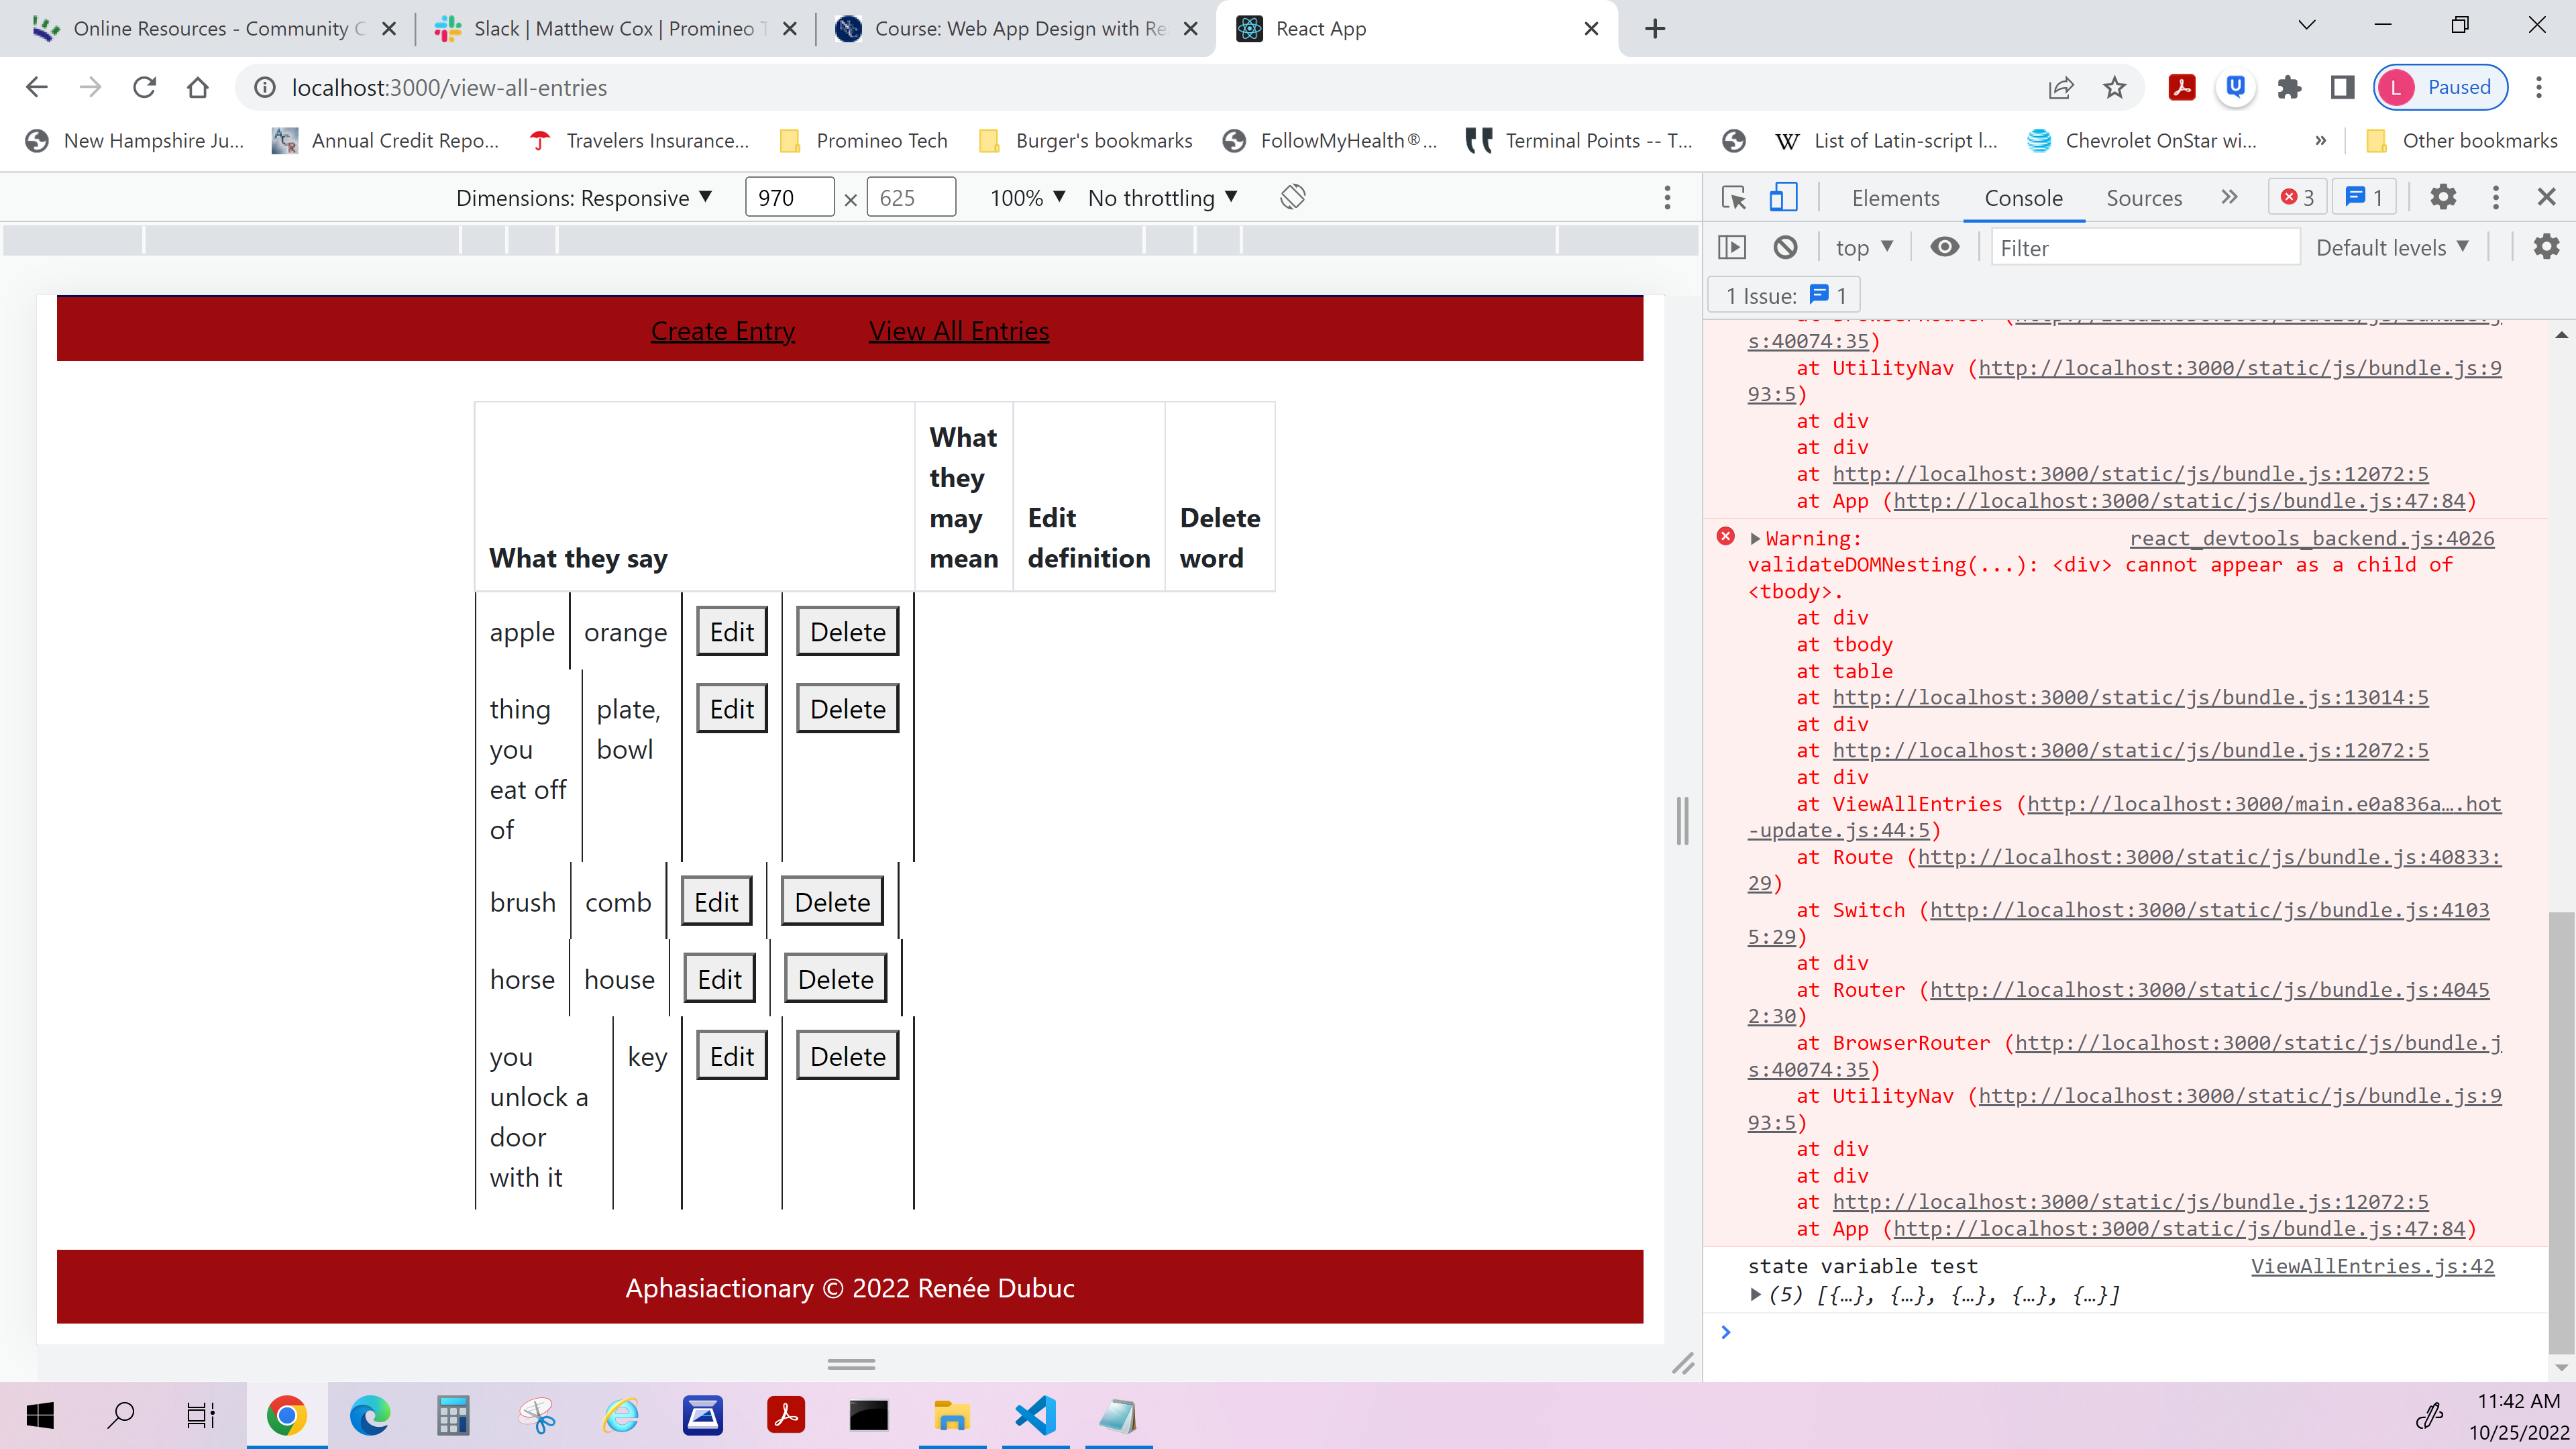 Online Resources - Community C
Slack | Matthew Cox | Promineo T
Course: Web App Design with Re
React App
localhost:3000/view-all-entries
L Paused
New Hampshire Ju...
Annual Credit Repo...
Travelers Insurance...
Promineo Tech
Burger's bookmarks
FollowMyHealth®...
Terminal Points -- T...
List of Latin-script l...
Chevrolet OnStar wi...
»
Other bookmarks
Dimensions: Responsive
970 × 625
100%
No throttling
Elements
Console
Sources
»
3
1
top
Filter
Default levels
1 Issue: 1
Create Entry
View All Entries
What they say
What they may mean
Edit definition
Delete word
apple orange Edit Delete
thing you eat off of
plate, bowl
Edit Delete
brush comb Edit Delete
horse house Edit Delete
you unlock a door with it
key
Edit Delete
Aphasiactionary © 2022 Renée Dubuc
s:40074:35)
at UtilityNav (http://localhost:3000/static/js/bundle.js:9
93:5)
at div
at div
at http://localhost:3000/static/js/bundle.js:12072:5
at App (http://localhost:3000/static/js/bundle.js:47:84)
Warning: react_devtools_backend.js:4026
validateDOMNesting(...): <div> cannot appear as a child of
<tbody>.
at div
at tbody
at table
at http://localhost:3000/static/js/bundle.js:13014:5
at div
at http://localhost:3000/static/js/bundle.js:12072:5
at div
at ViewAllEntries (http://localhost:3000/main.e0a836a….hot
-update.js:44:5)
at Route (http://localhost:3000/static/js/bundle.js:40833:
29)
at Switch (http://localhost:3000/static/js/bundle.js:4103
5:29)
at div
at Router (http://localhost:3000/static/js/bundle.js:4045
2:30)
at BrowserRouter (http://localhost:3000/static/js/bundle.j
s:40074:35)
at UtilityNav (http://localhost:3000/static/js/bundle.js:9
93:5)
at div
at div
at http://localhost:3000/static/js/bundle.js:12072:5
at App (http://localhost:3000/static/js/bundle.js:47:84)
state variable test ViewAllEntries.js:42
(5) [{…}, {…}, {…}, {…}, {…}]
11:42 AM
10/25/2022